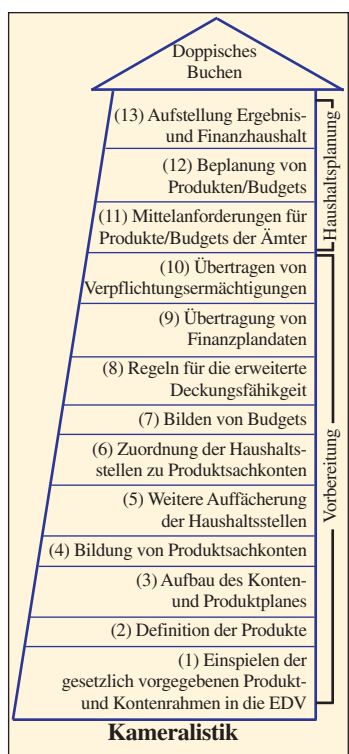 Doppisches
Buchen
(13) Aufstellung Ergebnis-
und Finanzhaushalt
(12) Beplanung von
Produkten/Budgets
(11) Mittelanforderungen für
Produkte/Budgets der Ämter
(10) Übertragen von
Verpflichtungsermächtigungen
(9) Übertragung von
Finanzplandaten
(8) Regeln für die erweiterte
Deckungsfähikgeit
(7) Bilden von Budgets
(6) Zuordnung der Haushalts-
stellen zu Produktsachkonten
(5) Weitere Auffächerung
der Haushaltsstellen
(4) Bildung von Produktsachkonten
(3) Aufbau des Konten-
und Produktplanes
(2) Definition der Produkte
(1) Einspielen der
gesetzlich vorgegebenen Produkt-
und Kontenrahmen in die EDV
Kameralistik
Haushaltsplanung
Vorbereitung